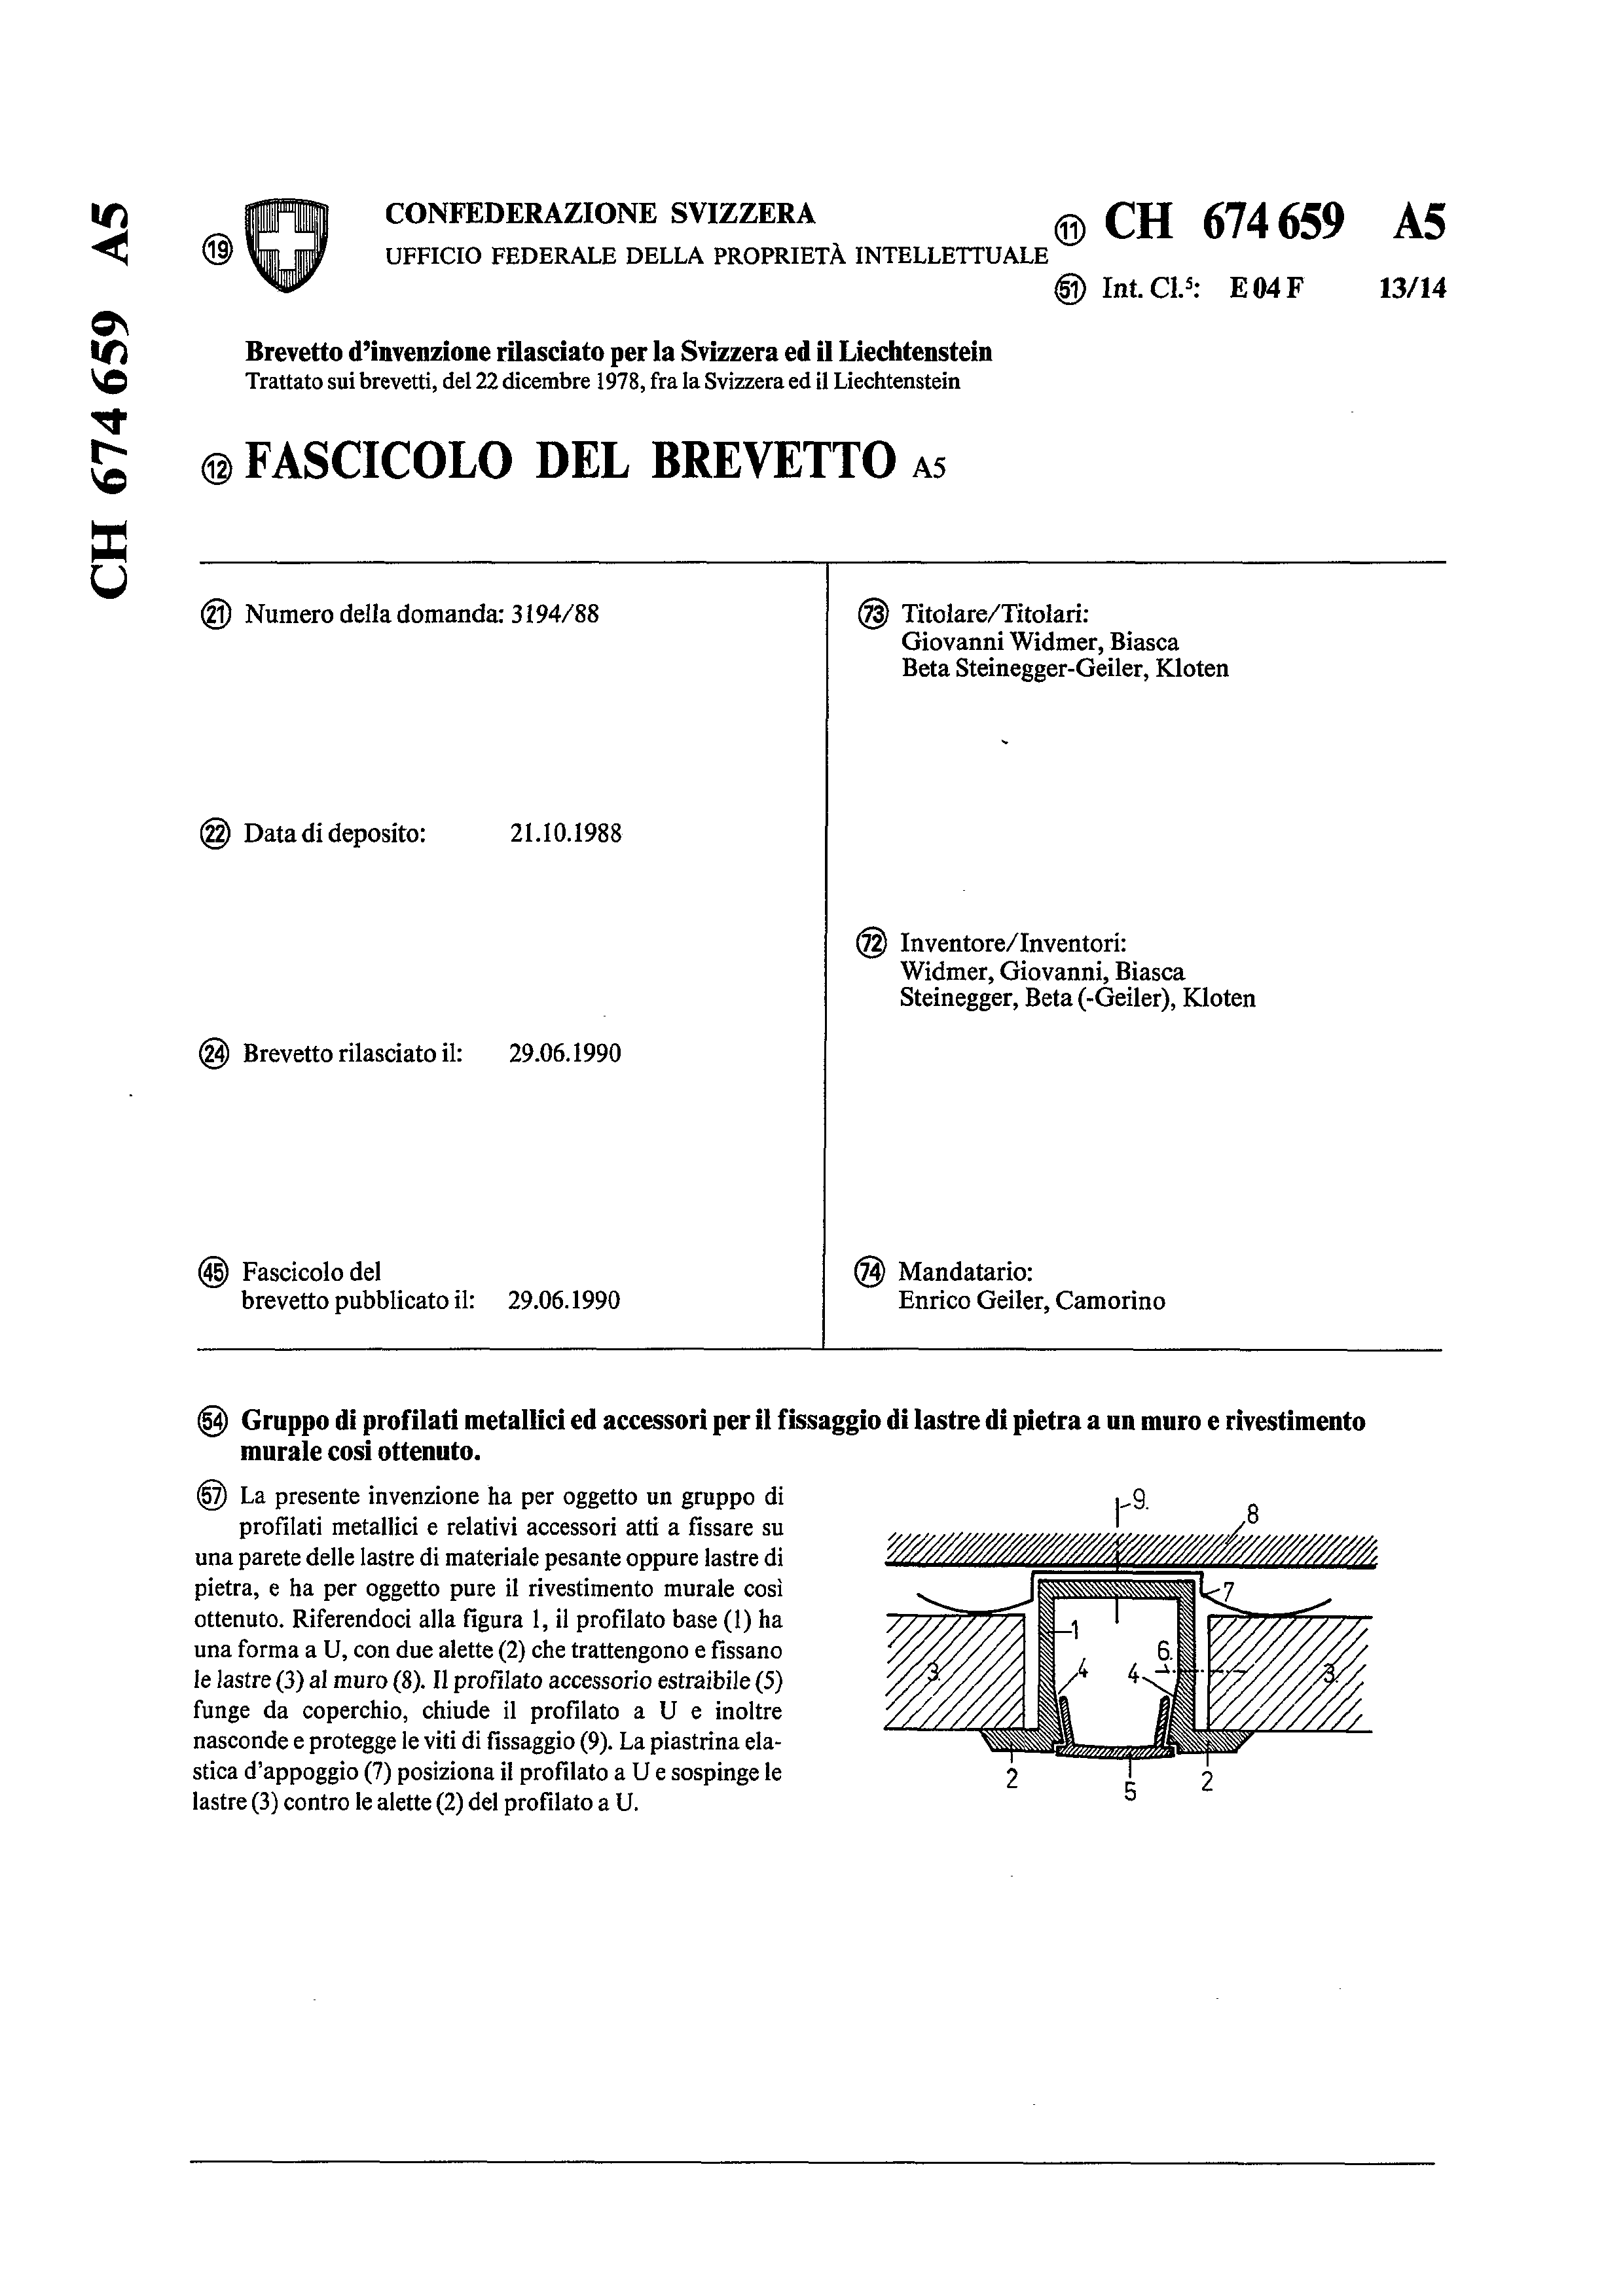 CH 674 659 A5
(19)
CONFEDERAZIONE SVIZZERA
UFFICIO FEDERALE DELLA PROPRIETÀ INTELLETTUALE
(11) CH 674 659 A5
(51) Int. Cl.⁵: E 04 F 13/14
Brevetto d'invenzione rilasciato per la Svizzera ed il Liechtenstein
Trattato sui brevetti, del 22 dicembre 1978, fra la Svizzera ed il Liechtenstein
(12) FASCICOLO DEL BREVETTO A5
(21) Numero della domanda: 3194/88
(22) Data di deposito: 21.10.1988
(24) Brevetto rilasciato il: 29.06.1990
(45) Fascicolo del
brevetto pubblicato il: 29.06.1990
(73) Titolare/Titolari:
Giovanni Widmer, Biasca
Beta Steinegger-Geiler, Kloten
(72) Inventore/Inventori:
Widmer, Giovanni, Biasca
Steinegger, Beta (-Geiler), Kloten
(74) Mandatario:
Enrico Geiler, Camorino
(54) Gruppo di profilati metallici ed accessori per il fissaggio di lastre di pietra a un muro e rivestimento
murale cosi ottenuto.
(57) La presente invenzione ha per oggetto un gruppo di
profilati metallici e relativi accessori atti a fissare su
una parete delle lastre di materiale pesante oppure lastre di
pietra, e ha per oggetto pure il rivestimento murale così
ottenuto. Riferendoci alla figura 1, il profilato base (1) ha
una forma a U, con due alette (2) che trattengono e fissano
le lastre (3) al muro (8). Il profilato accessorio estraibile (5)
funge da coperchio, chiude il profilato a U e inoltre
nasconde e protegge le viti di fissaggio (9). La piastrina ela-
stica d'appoggio (7) posiziona il profilato a U e sospinge le
lastre (3) contro le alette (2) del profilato a U.
9.
8
7
1
6.
3.
4
4
3.
2
5
2